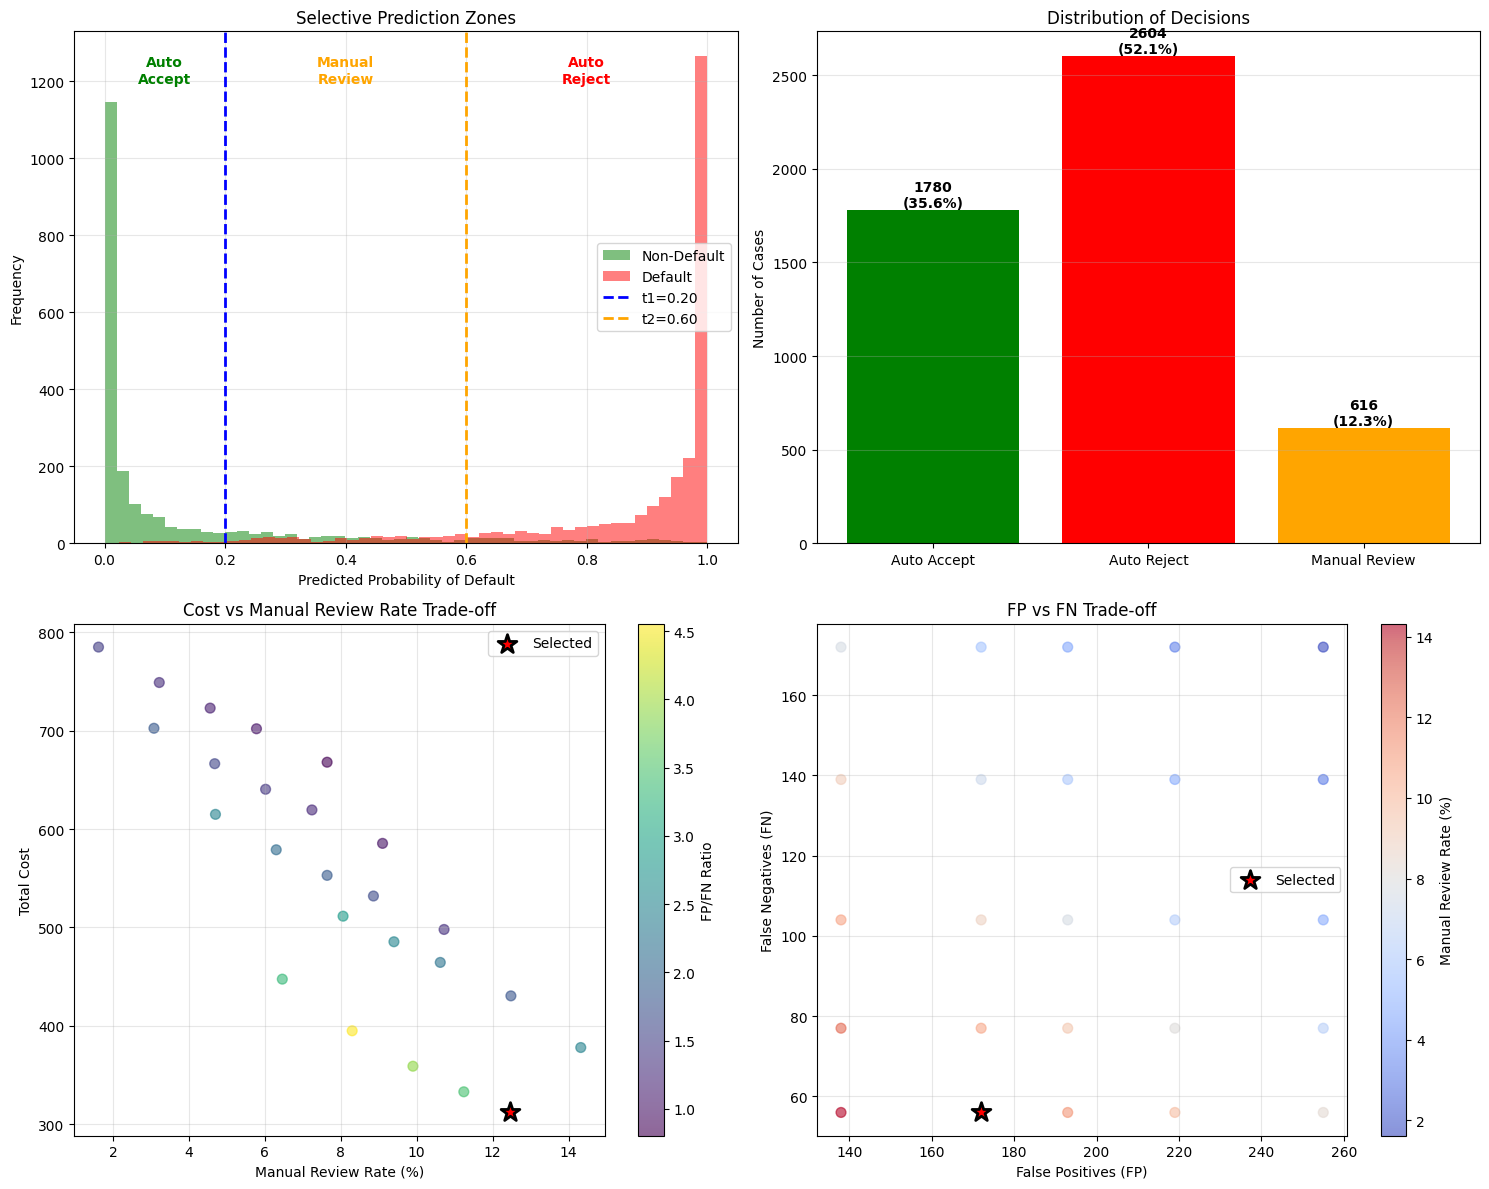 Selective Prediction Zones
Auto
Accept
Manual
Review
Auto
Reject
Frequency
0
200
400
600
800
1000
1200
Non-Default
Default
t1=0.20
t2=0.60
0.0
0.2
0.4
0.6
0.8
1.0
Predicted Probability of Default
Distribution of Decisions
Number of Cases
0
500
1000
1500
2000
2500
1780
(35.6%)
2604
(52.1%)
616
(12.3%)
Auto Accept
Auto Reject
Manual Review
Cost vs Manual Review Rate Trade-off
Total Cost
300
400
500
600
700
800
Selected
2
4
6
8
10
12
14
Manual Review Rate (%)
1.0
1.5
2.0
2.5
3.0
3.5
4.0
4.5
FP/FN Ratio
FP vs FN Trade-off
False Negatives (FN)
60
80
100
120
140
160
Selected
140
160
180
200
220
240
260
False Positives (FP)
2
4
6
8
10
12
14
Manual Review Rate (%)